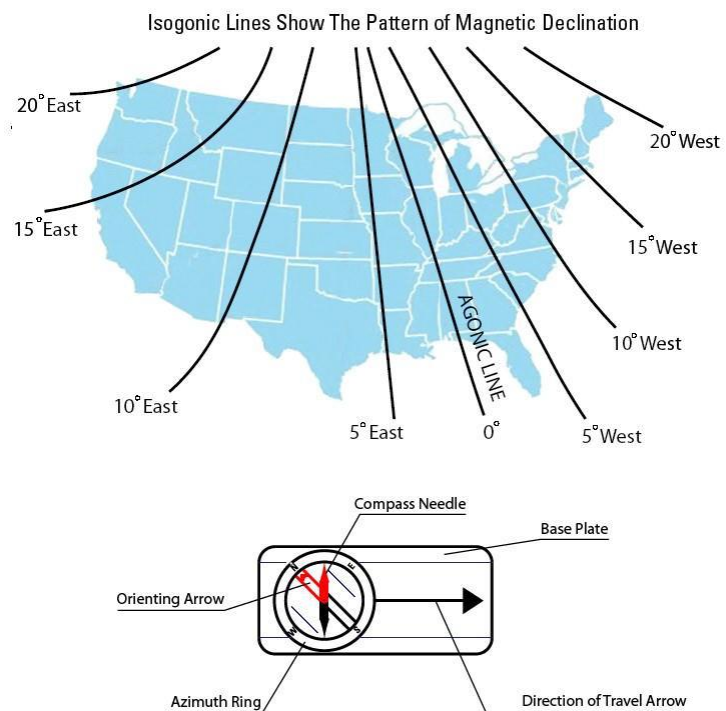 Isogonic Lines Show The Pattern of Magnetic Declination
20° East
20° West
15° East
15° West
10° West
10° East
5° East
AGONIC LINE
0°
5° West
Compass Needle
Base Plate
N
E
Orienting Arrow
W
S
Azimuth Ring
Direction of Travel Arrow